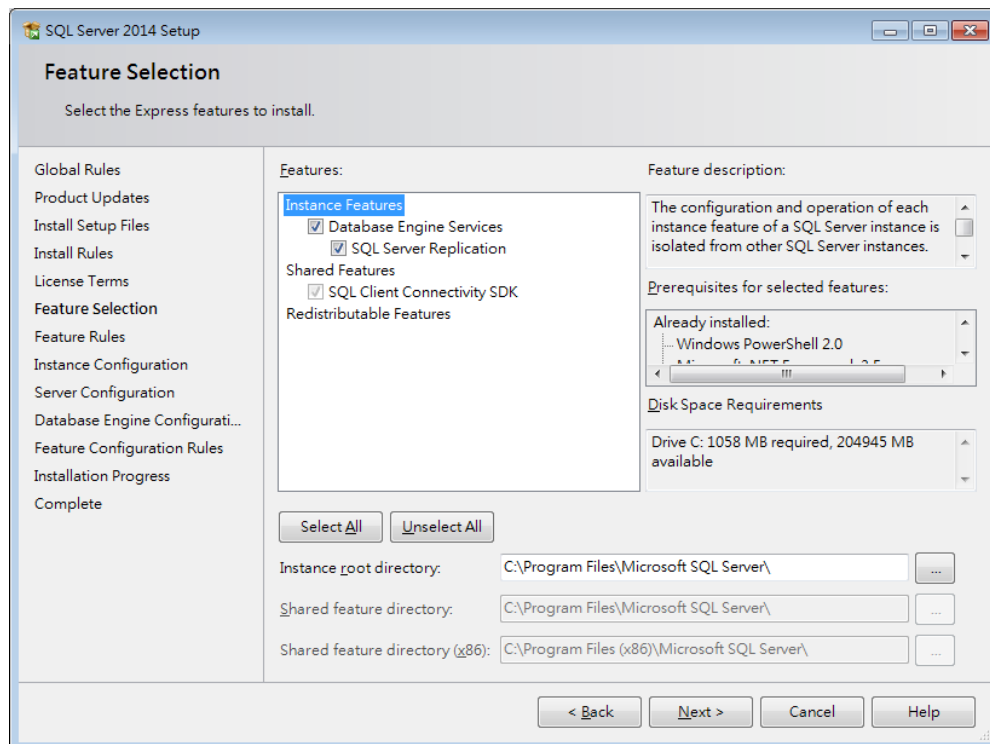 SQL Server 2014 Setup
Feature Selection
Select the Express features to install.
Global Rules
Product Updates
Install Setup Files
Install Rules
License Terms
Feature Selection
Feature Rules
Instance Configuration
Server Configuration
Database Engine Configurati...
Feature Configuration Rules
Installation Progress
Complete
Features:
Instance Features
Database Engine Services
SQL Server Replication
Shared Features
SQL Client Connectivity SDK
Redistributable Features
Feature description:
The configuration and operation of each
instance feature of a SQL Server instance is
isolated from other SQL Server instances.
Prerequisites for selected features:
Already installed:
Windows PowerShell 2.0
Disk Space Requirements
Drive C: 1058 MB required, 204945 MB
available
Select All
Unselect All
Instance root directory:
C:\Program Files\Microsoft SQL Server\
...
Shared feature directory:
C:\Program Files\Microsoft SQL Server\
...
Shared feature directory (x86):
C:\Program Files (x86)\Microsoft SQL Server\
...
< Back
Next >
Cancel
Help